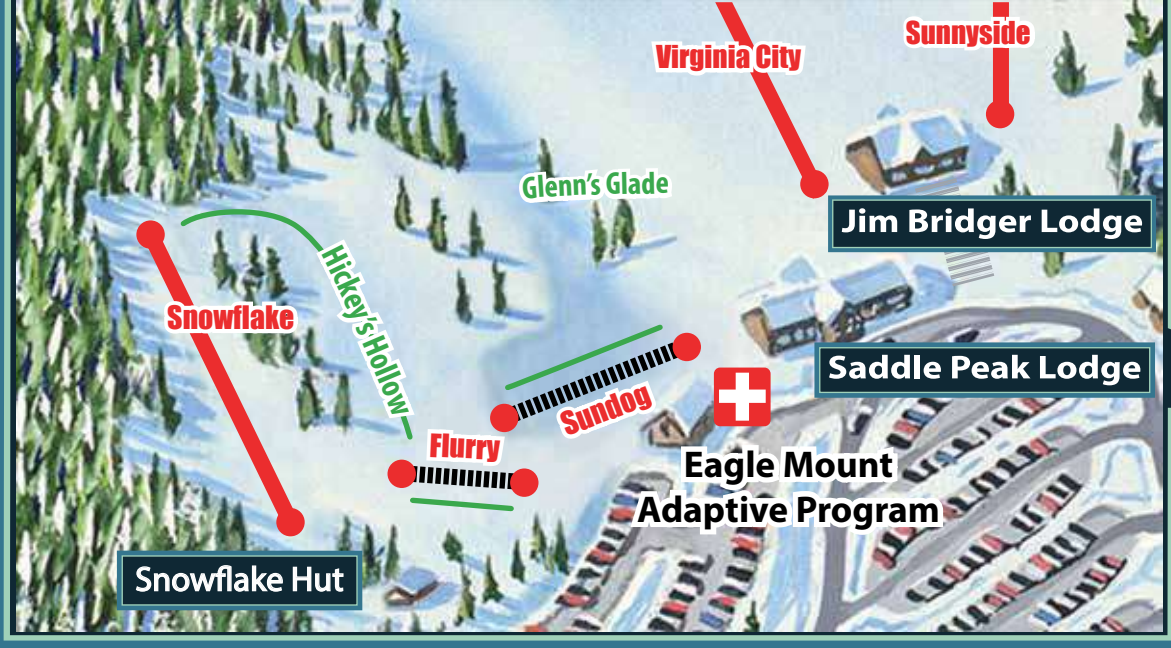 Sunnyside
Virginia City
Glenn's Glade
Jim Bridger Lodge
Hickey's Hollow
Snowflake
Saddle Peak Lodge
Sundog
Flurry
Eagle Mount
Adaptive Program
Snowflake Hut